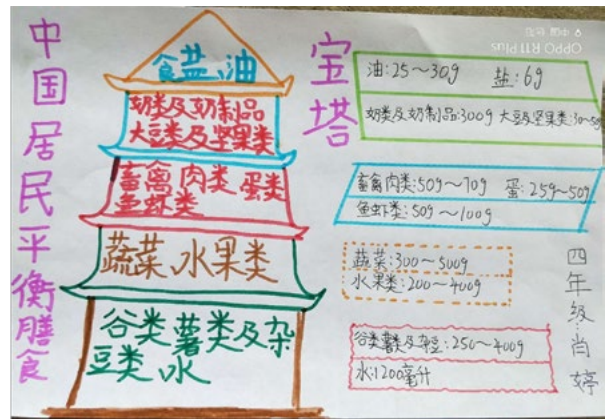 中国居民平衡膳食
宝塔
食盐、油
奶类及奶制品
大豆类及坚果类
畜禽肉类 蛋类
鱼虾类
蔬菜、水果类
谷类薯类及杂
豆类、水
油:25~30g 盐:6g
奶类及奶制品:300g 大豆及坚果类:30~50g
畜禽肉类:50g~70g 蛋:25g~50g
鱼虾类:50g~100g
蔬菜:300~500g
水果类:200~400g
谷类薯类及杂豆:250~400g
水:1200毫升
四年级:肖婷
OPPO R11 Plus